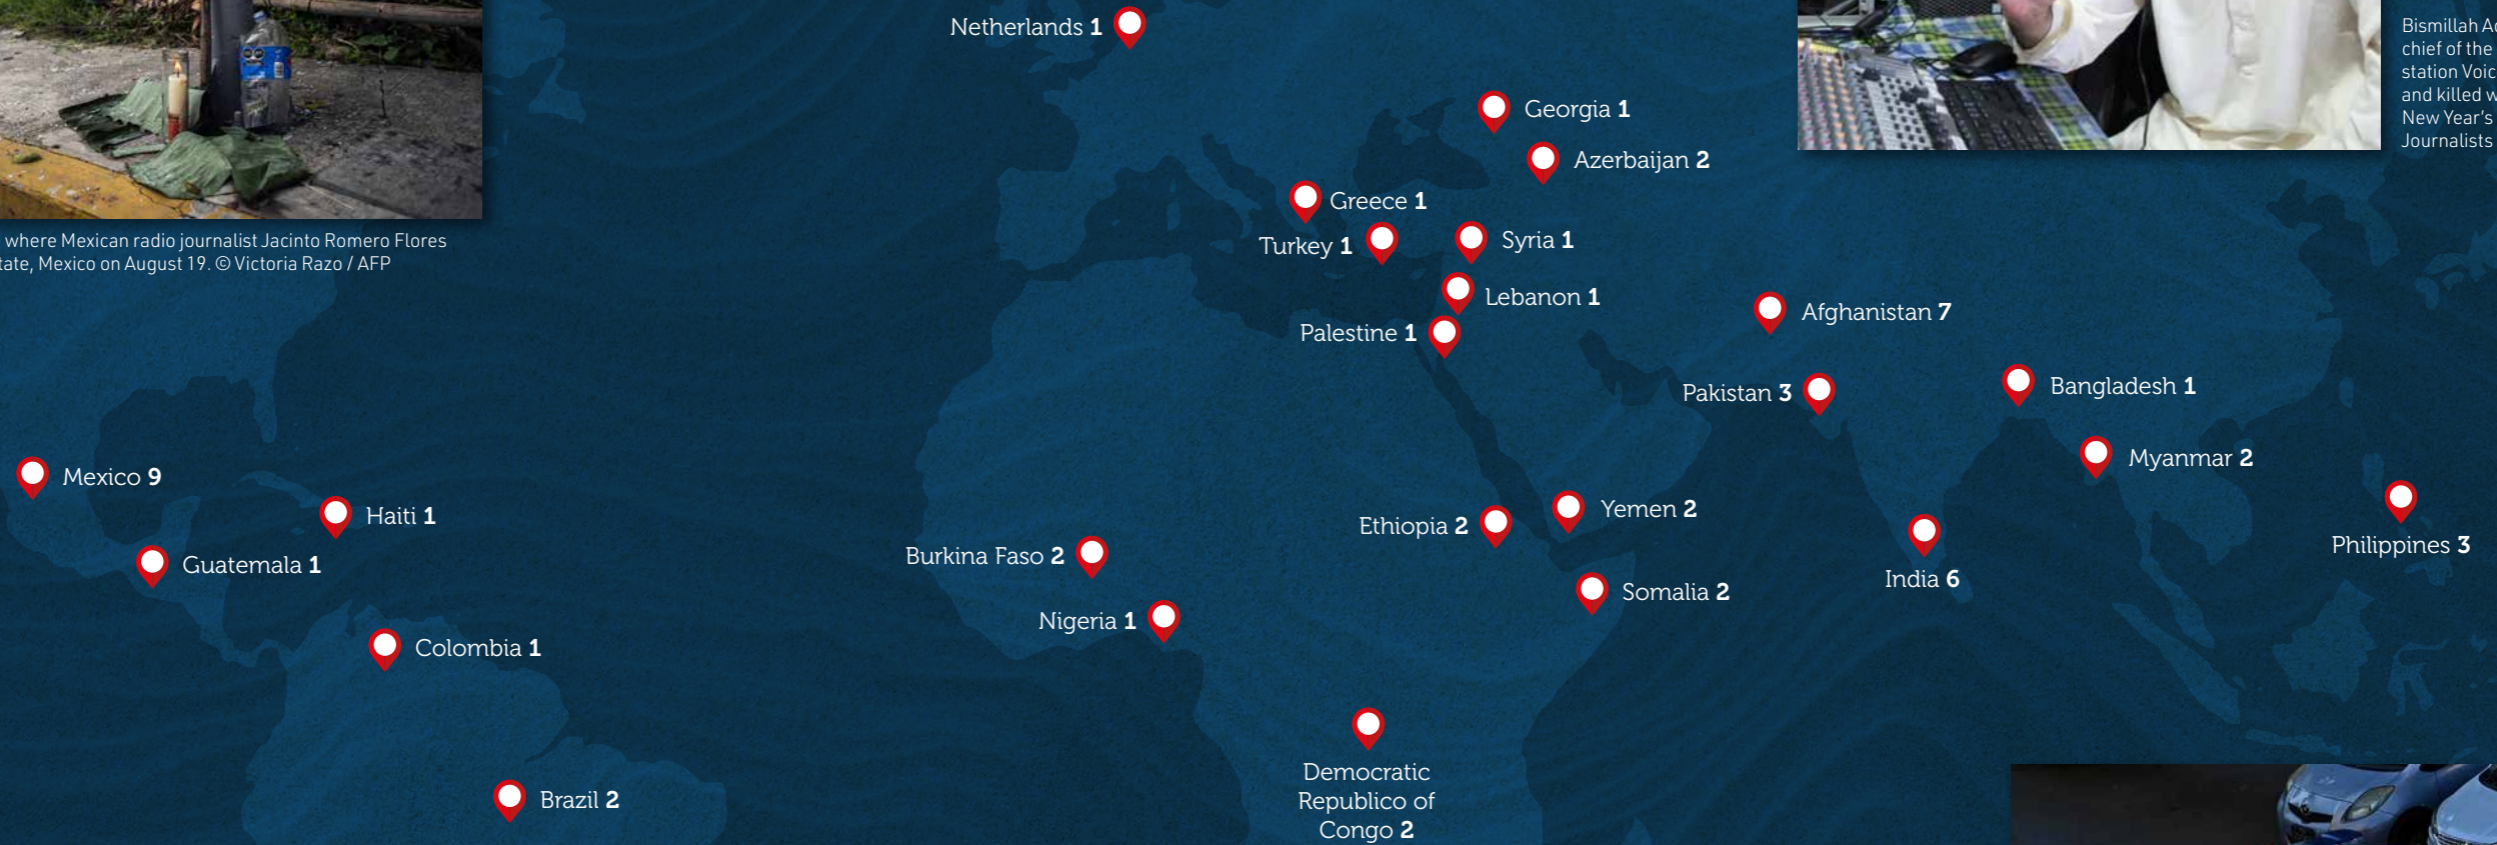 Netherlands 1
Bismillah
chief of the
station
and killed
New Year's
Journalists
Georgia 1
Azerbaijan 2
Greece 1
Turkey 1
Syria 1
where Mexican radio journalist Jacinto Romero Flores
Mexico on August 19. © Victoria Razo / AFP
Lebanon 1
Palestine 1
Afghanistan 7
Pakistan 3
Bangladesh 1
Myanmar 2
Mexico 9
Haiti 1
Guatemala 1
Ethiopia 2
Yemen 2
Burkina Faso 2
Philippines 3
India 6
Somalia 2
Nigeria 1
Colombia 1
Democratic
Republico of
Congo 2
Brazil 2